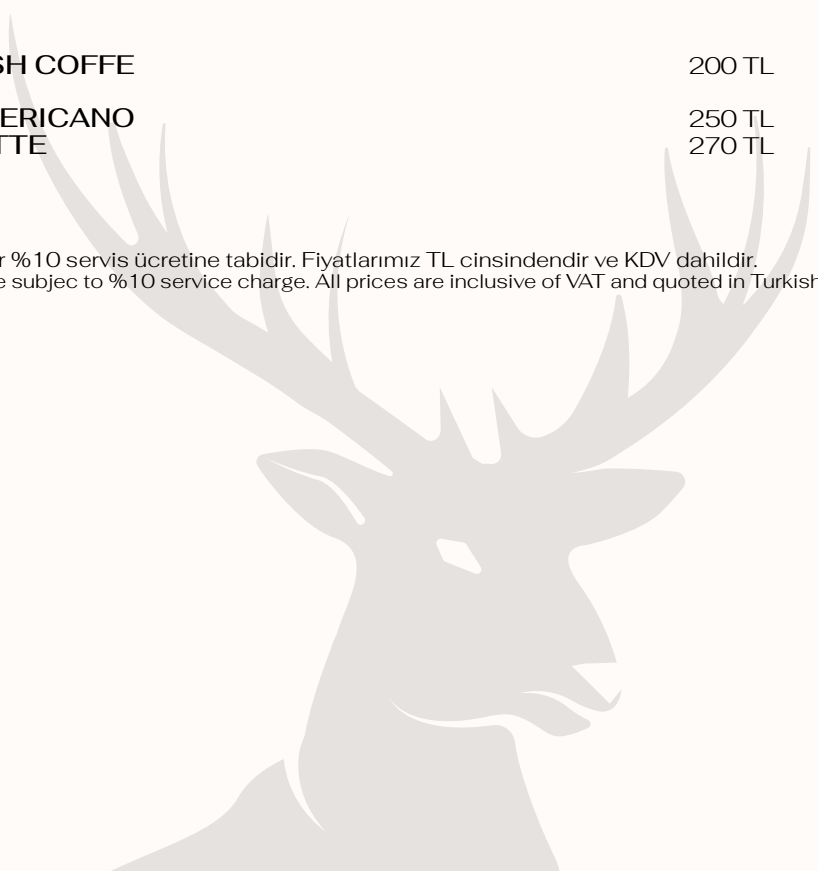 SH COFFE 200 TL
ERICANO 250 TL
TTE 270 TL
r %10 servis ücretine tabidir. Fiyatlarımız TL cinsindendir ve KDV dahildir.
e subjec to %10 service charge. All prices are inclusive of VAT and quoted in Turkish